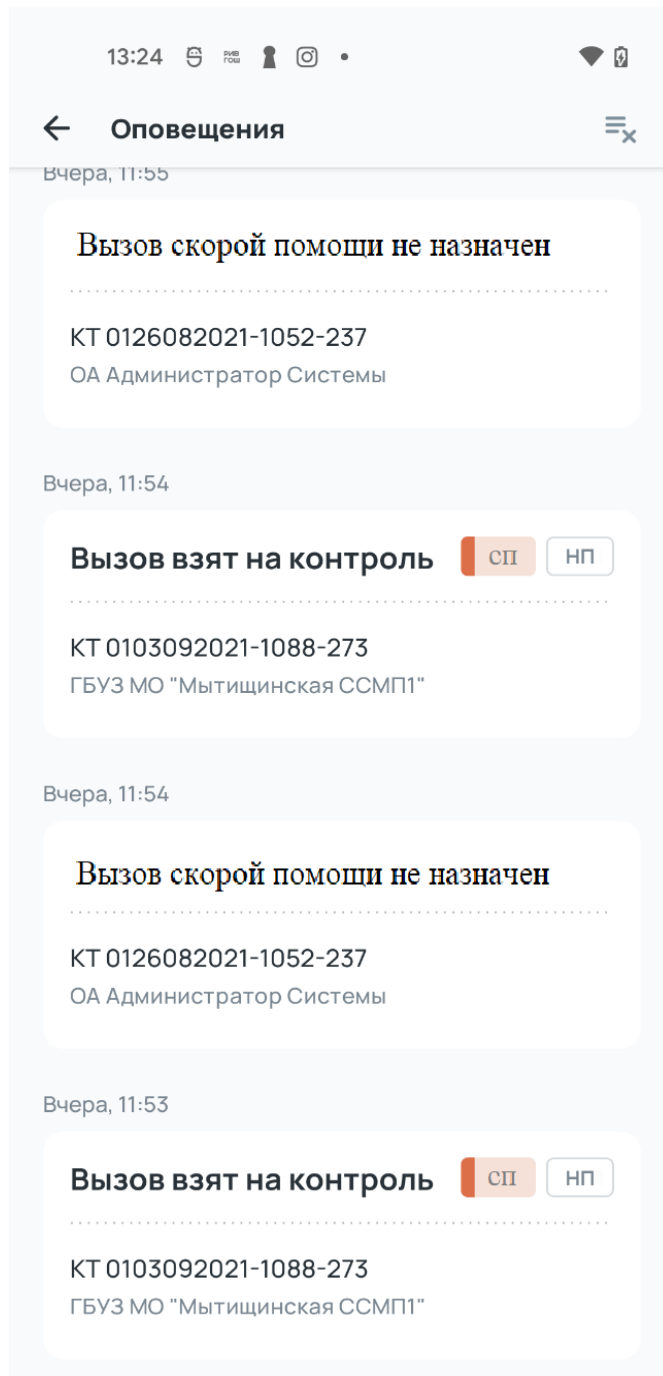 13:24 РИВ ГОШ
Оповещения
Вчера, 11:55
Вызов скорой помощи не назначен
КТ 0126082021-1052-237
ОА Администратор Системы
Вчера, 11:54
Вызов взят на контроль СП НП
КТ 0103092021-1088-273
ГБУЗ МО "Мытищинская ССМП1"
Вчера, 11:54
Вызов скорой помощи не назначен
КТ 0126082021-1052-237
ОА Администратор Системы
Вчера, 11:53
Вызов взят на контроль СП НП
КТ 0103092021-1088-273
ГБУЗ МО "Мытищинская ССМП1"